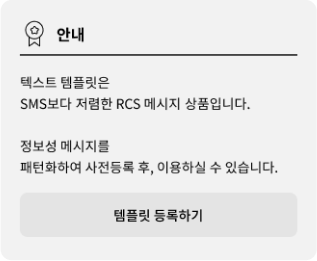 안내
텍스트 템플릿은
SMS보다 저렴한 RCS 메시지 상품입니다.
정보성 메시지를
패턴화하여 사전등록 후, 이용하실 수 있습니다.
템플릿 등록하기